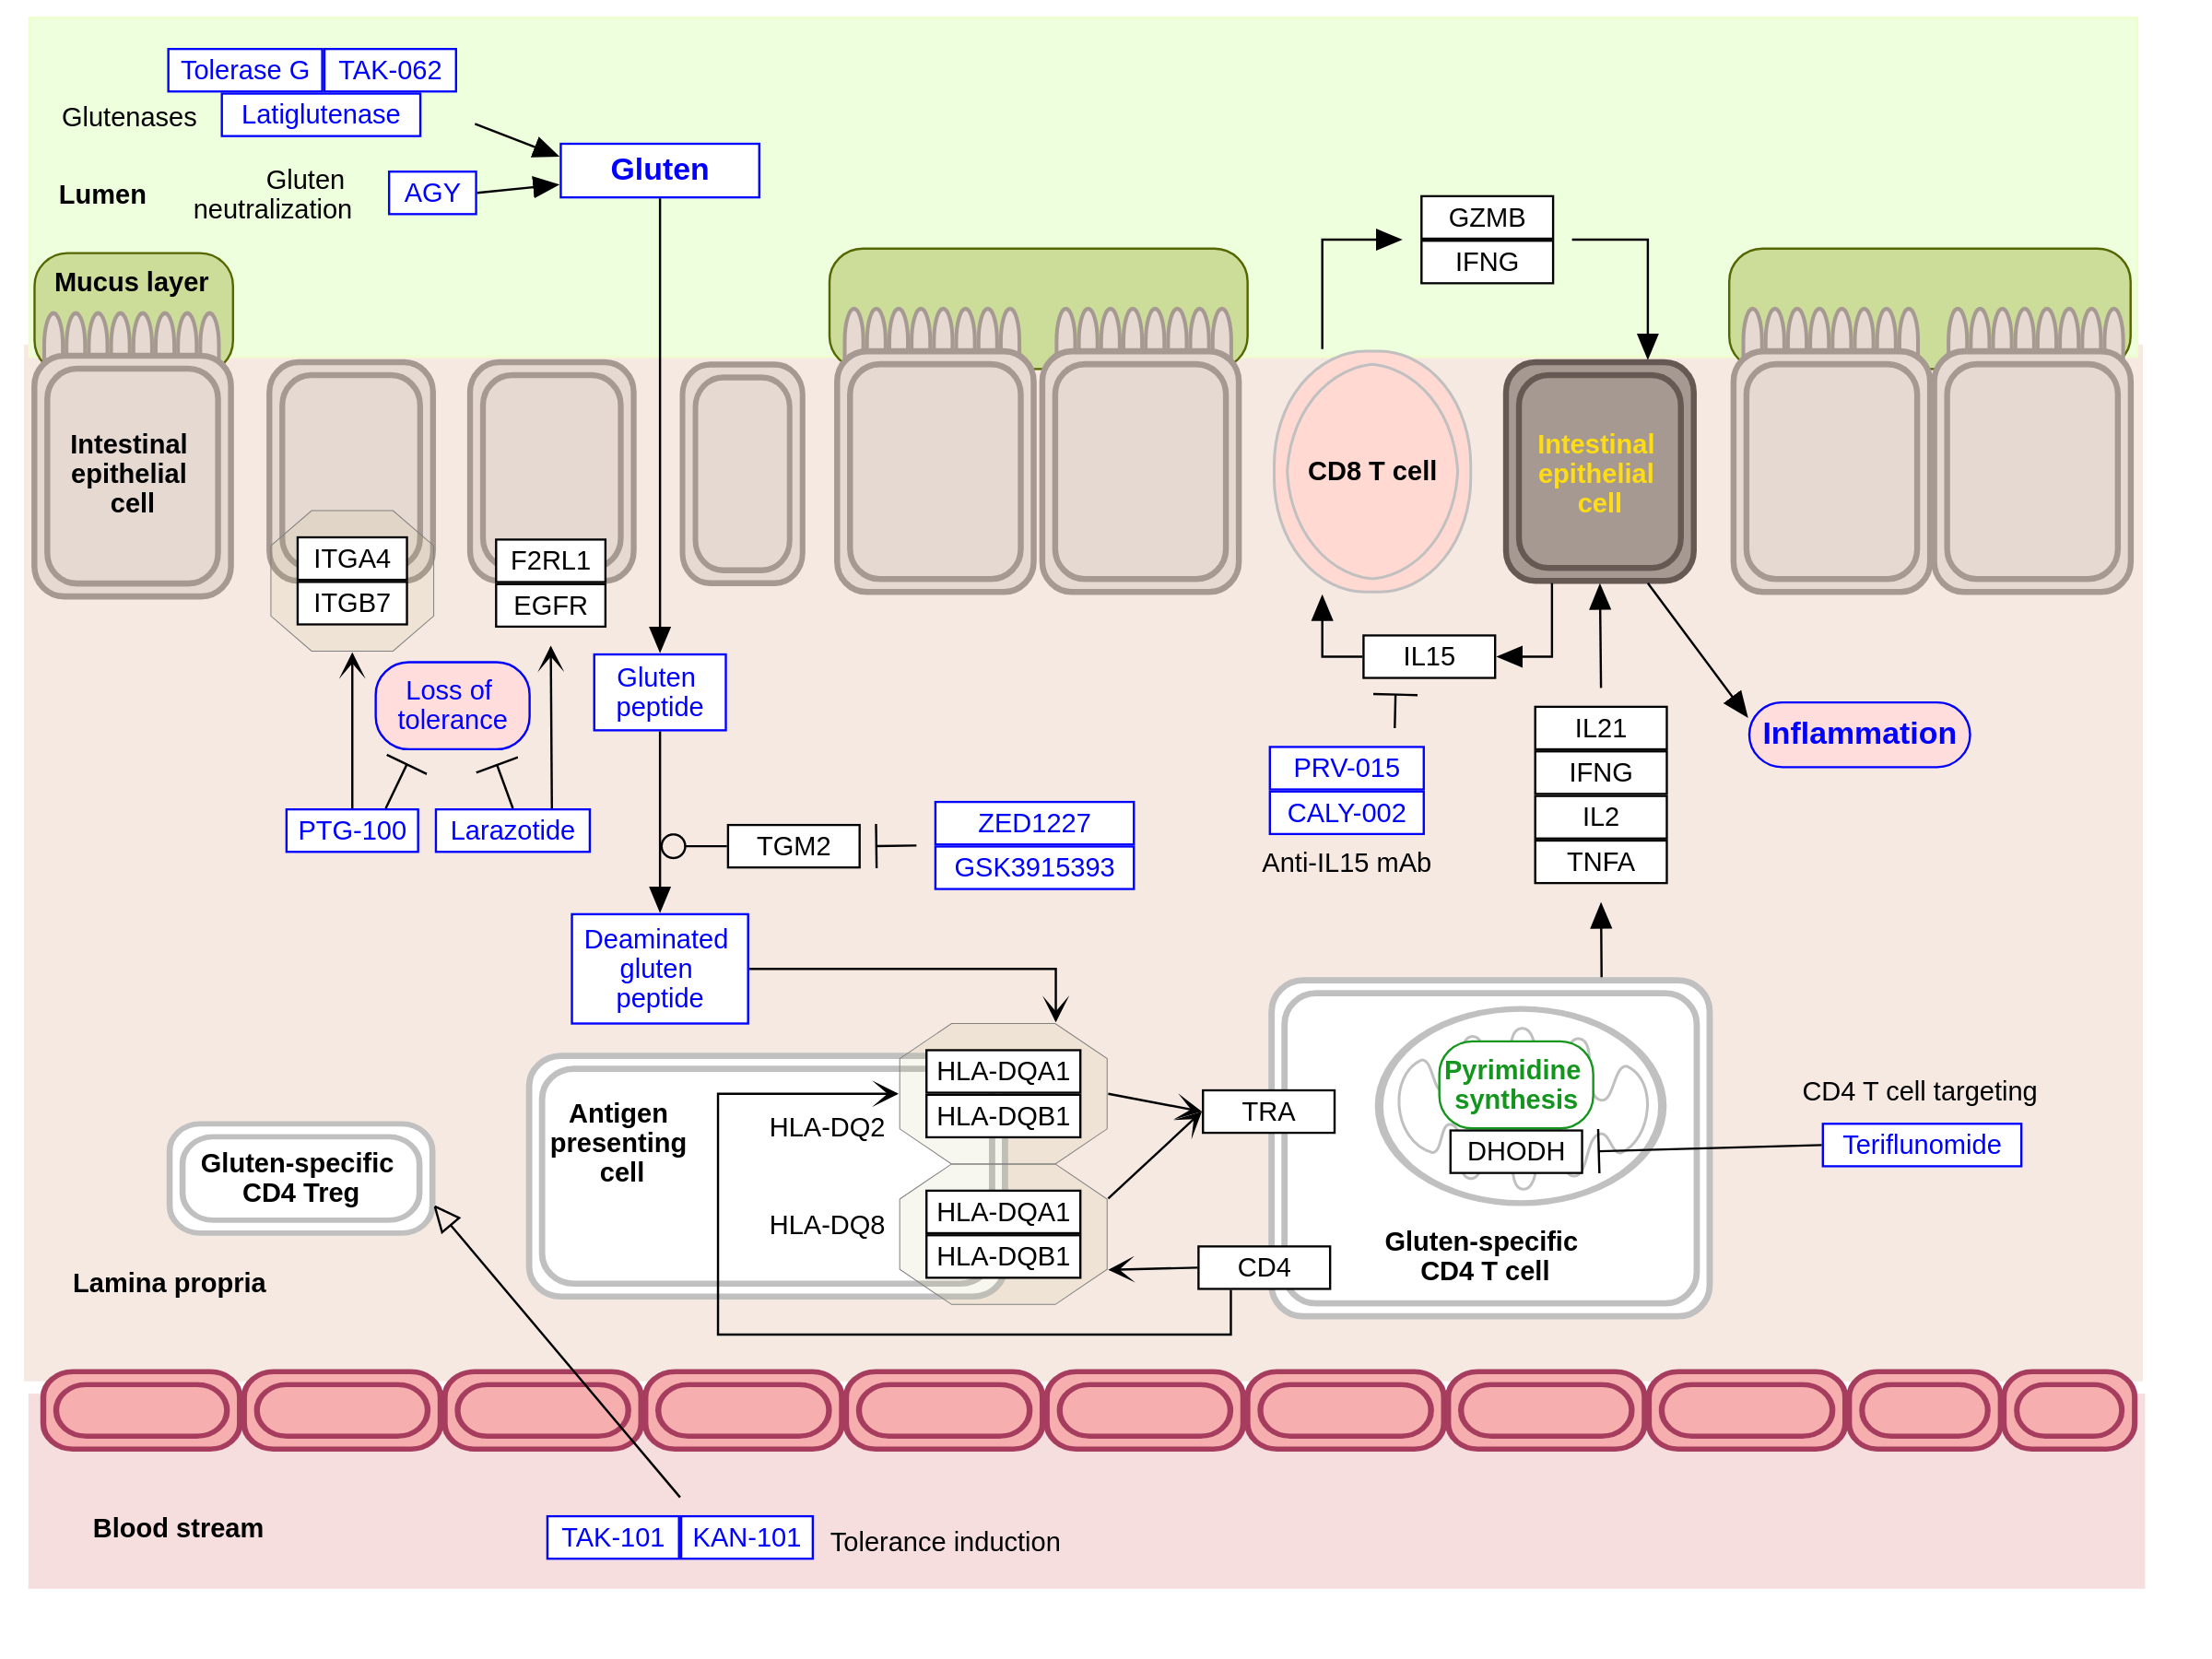 Tolerase G
TAK-062
Glutenases
Latiglutenase
Gluten
Lumen
Gluten
neutralization
AGY
GZMB
IFNG
Mucus layer
Intestinal
epithelial
cell
CD8 T cell
Intestinal
epithelial
cell
ITGA4
ITGB7
F2RL1
EGFR
Loss of
tolerance
Gluten
peptide
IL15
IL21
IFNG
IL2
TNFA
Inflammation
PRV-015
CALY-002
Anti-IL15 mAb
PTG-100
Larazotide
TGM2
ZED1227
GSK3915393
Deaminated
gluten
peptide
HLA-DQA1
HLA-DQB1
HLA-DQ2
Antigen
presenting
cell
TRA
Pyrimidine
synthesis
DHODH
CD4 T cell targeting
Teriflunomide
Gluten-specific
CD4 Treg
HLA-DQ8
HLA-DQA1
HLA-DQB1
CD4
Gluten-specific
CD4 T cell
Lamina propria
Blood stream
TAK-101
KAN-101
Tolerance induction